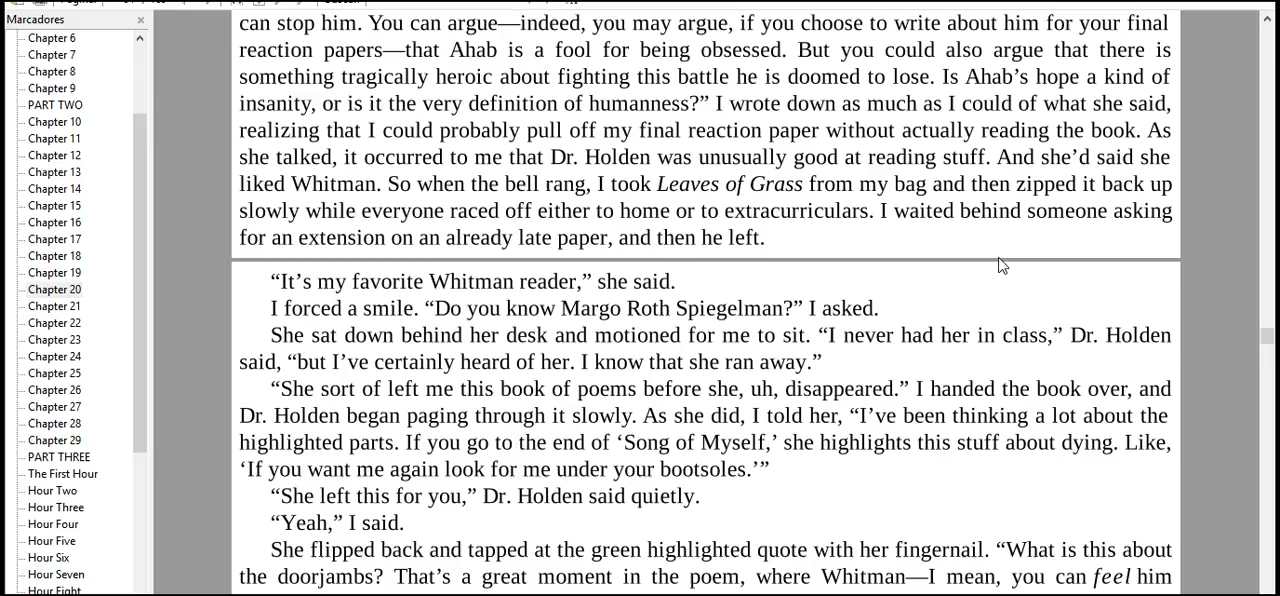 Marcadores
Chapter 6
Chapter 7
Chapter 8
Chapter 9
PART TWO
Chapter 10
Chapter 11
Chapter 12
Chapter 13
Chapter 14
Chapter 15
Chapter 16
Chapter 17
Chapter 18
Chapter 19
Chapter 20
Chapter 21
Chapter 22
Chapter 23
Chapter 24
Chapter 25
Chapter 26
Chapter 27
Chapter 28
Chapter 29
PART THREE
The First Hour
Hour Two
Hour Three
Hour Four
Hour Five
Hour Six
Hour Seven
Hour Eight
can stop him. You can argue—indeed, you may argue, if you choose to write about him for your final
reaction papers—that Ahab is a fool for being obsessed. But you could also argue that there is
something tragically heroic about fighting this battle he is doomed to lose. Is Ahab’s hope a kind of
insanity, or is it the very definition of humanness?” I wrote down as much as I could of what she said,
realizing that I could probably pull off my final reaction paper without actually reading the book. As
she talked, it occurred to me that Dr. Holden was unusually good at reading stuff. And she’d said she
liked Whitman. So when the bell rang, I took Leaves of Grass from my bag and then zipped it back up
slowly while everyone raced off either to home or to extracurriculars. I waited behind someone asking
for an extension on an already late paper, and then he left.
“It’s my favorite Whitman reader,” she said.
I forced a smile. “Do you know Margo Roth Spiegelman?” I asked.
She sat down behind her desk and motioned for me to sit. “I never had her in class,” Dr. Holden
said, “but I’ve certainly heard of her. I know that she ran away.”
“She sort of left me this book of poems before she, uh, disappeared.” I handed the book over, and
Dr. Holden began paging through it slowly. As she did, I told her, “I’ve been thinking a lot about the
highlighted parts. If you go to the end of ‘Song of Myself,’ she highlights this stuff about dying. Like,
‘If you want me again look for me under your bootsoles.’”
“She left this for you,” Dr. Holden said quietly.
“Yeah,” I said.
She flipped back and tapped at the green highlighted quote with her fingernail. “What is this about
the doorjambs? That’s a great moment in the poem, where Whitman—I mean, you can feel him